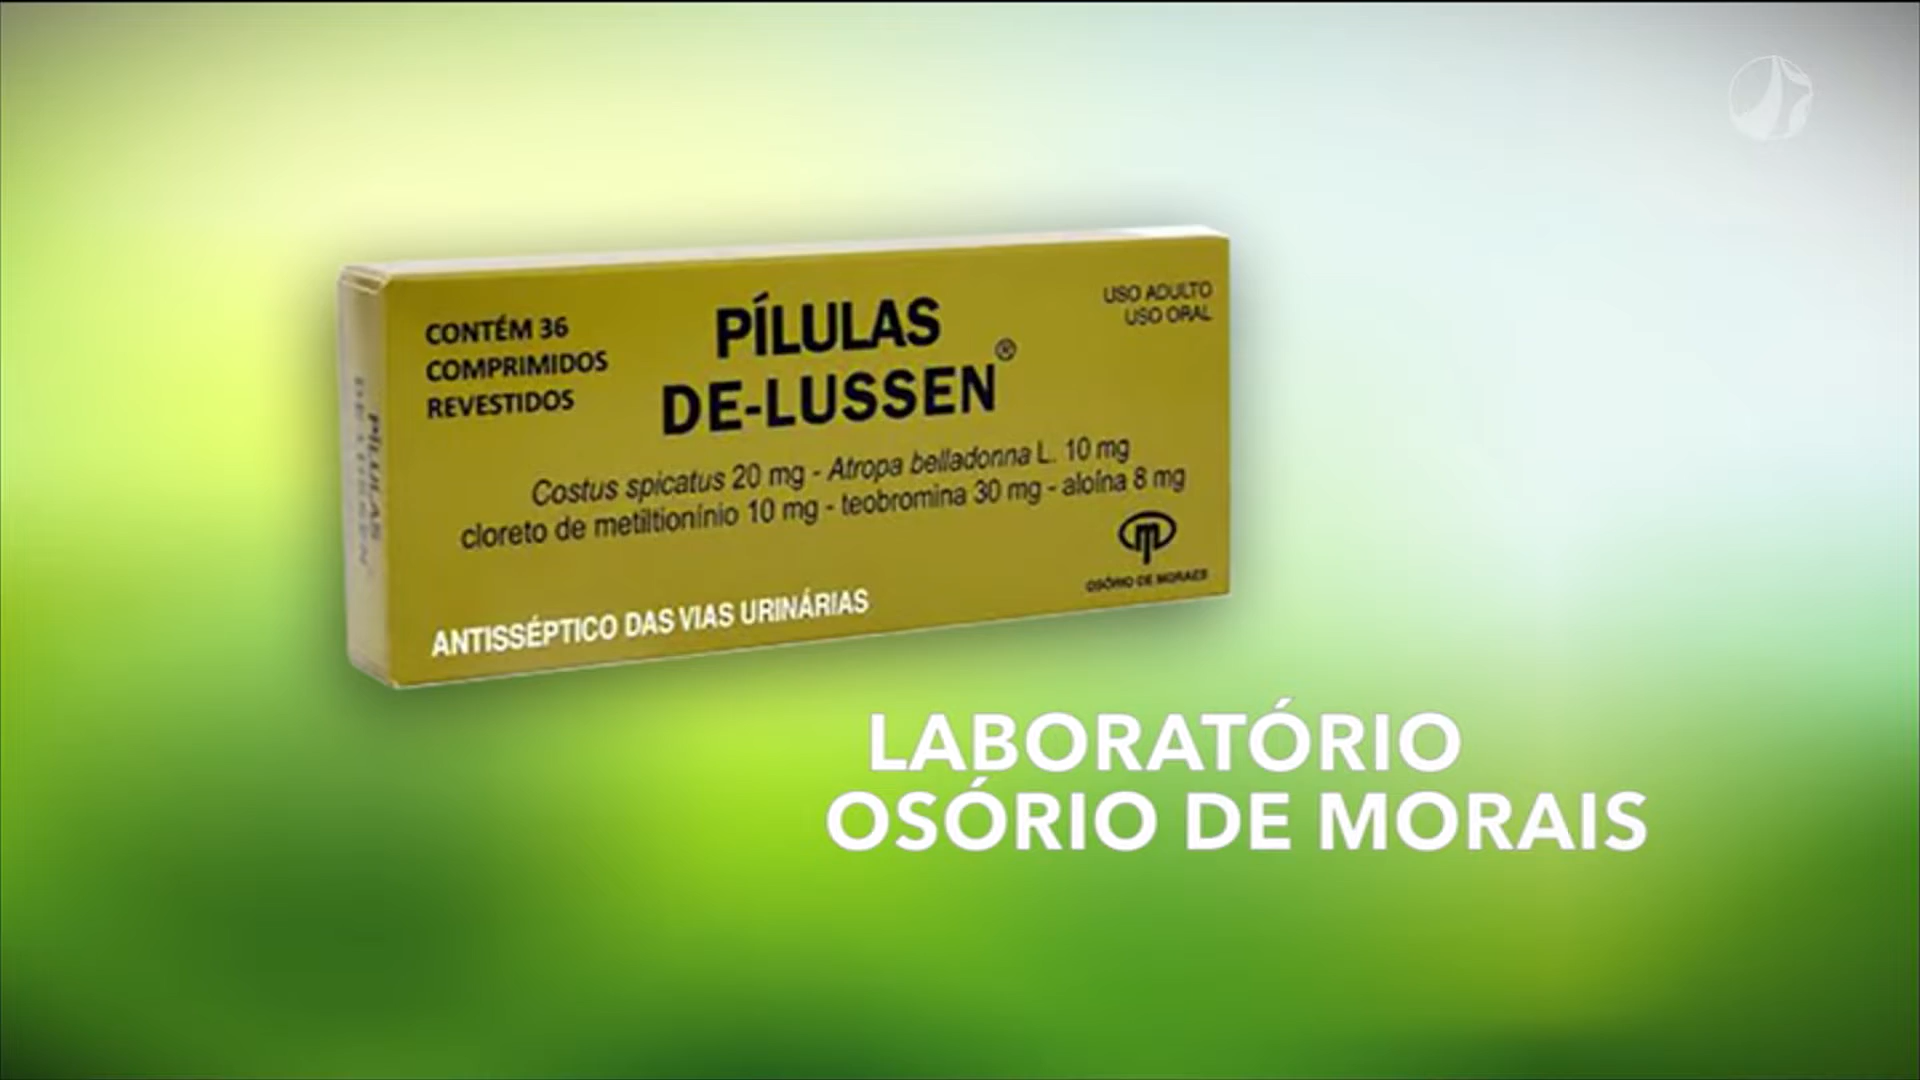 CONTÉM 36
COMPRIMIDOS
REVESTIDOS
PÍLULAS
DE-LUSSEN®
USO ADULTO
USO ORAL
Costus spicatus 20 mg - Atropa belladonna L. 10 mg
cloreto de metiltionínio 10 mg - teobromina 30 mg - aloína 8 mg
OSÓRIO DE MORAES
ANTISSÉPTICO DAS VIAS URINÁRIAS
PÍLULAS
DE-LUSSEN
LABORATÓRIO
OSÓRIO DE MORAIS